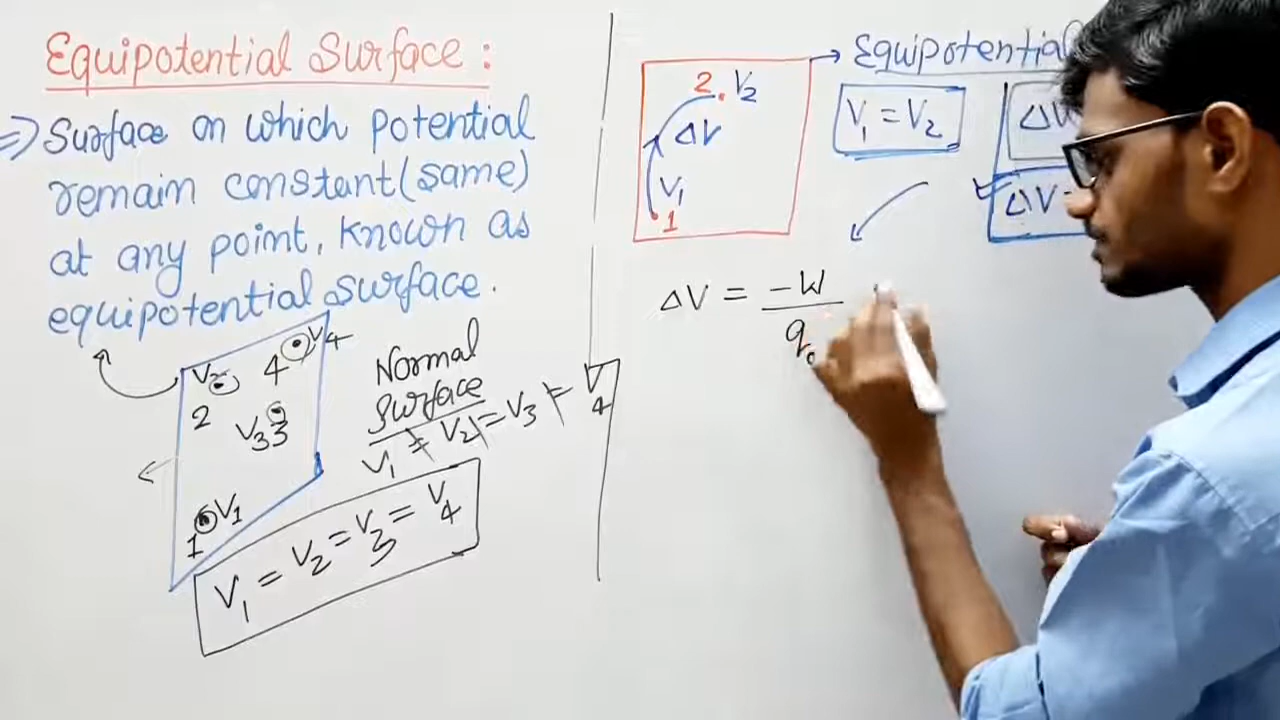 Equipotential Surface :
=> Surface on which potential
remain constant(same)
at any point, known as
equipotential surface.
V2
2
4
V4
V3
3
V1
1
Normal
Surface
V1 ≠ V2 ≠ V3 ≠ V4
V1 = V2 = V3 = V4
2. V2
ΔV
V1
1
Equipotential
V1 = V2
ΔV
ΔV =
ΔV = -W
q0